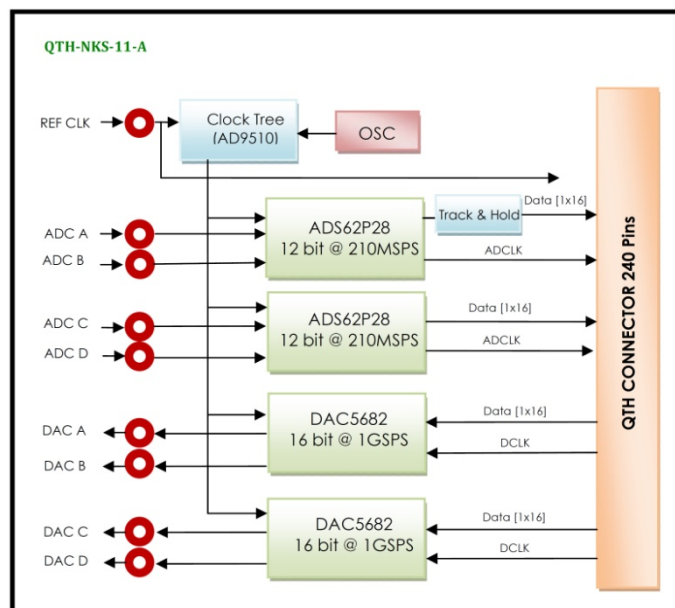 QTH-NKS-11-A
REF CLK
Clock Tree
(AD9510)
OSC
ADC A
ADC B
ADS62P28
12 bit @ 210MSPS
Track & Hold
Data [1x16]
ADCLK
ADC C
ADC D
ADS62P28
12 bit @ 210MSPS
Data [1x16]
ADCLK
DAC A
DAC B
DAC5682
16 bit @ 1GSPS
Data [1x16]
DCLK
DAC C
DAC D
DAC5682
16 bit @ 1GSPS
Data [1x16]
DCLK
QTH CONNECTOR 240 Pins